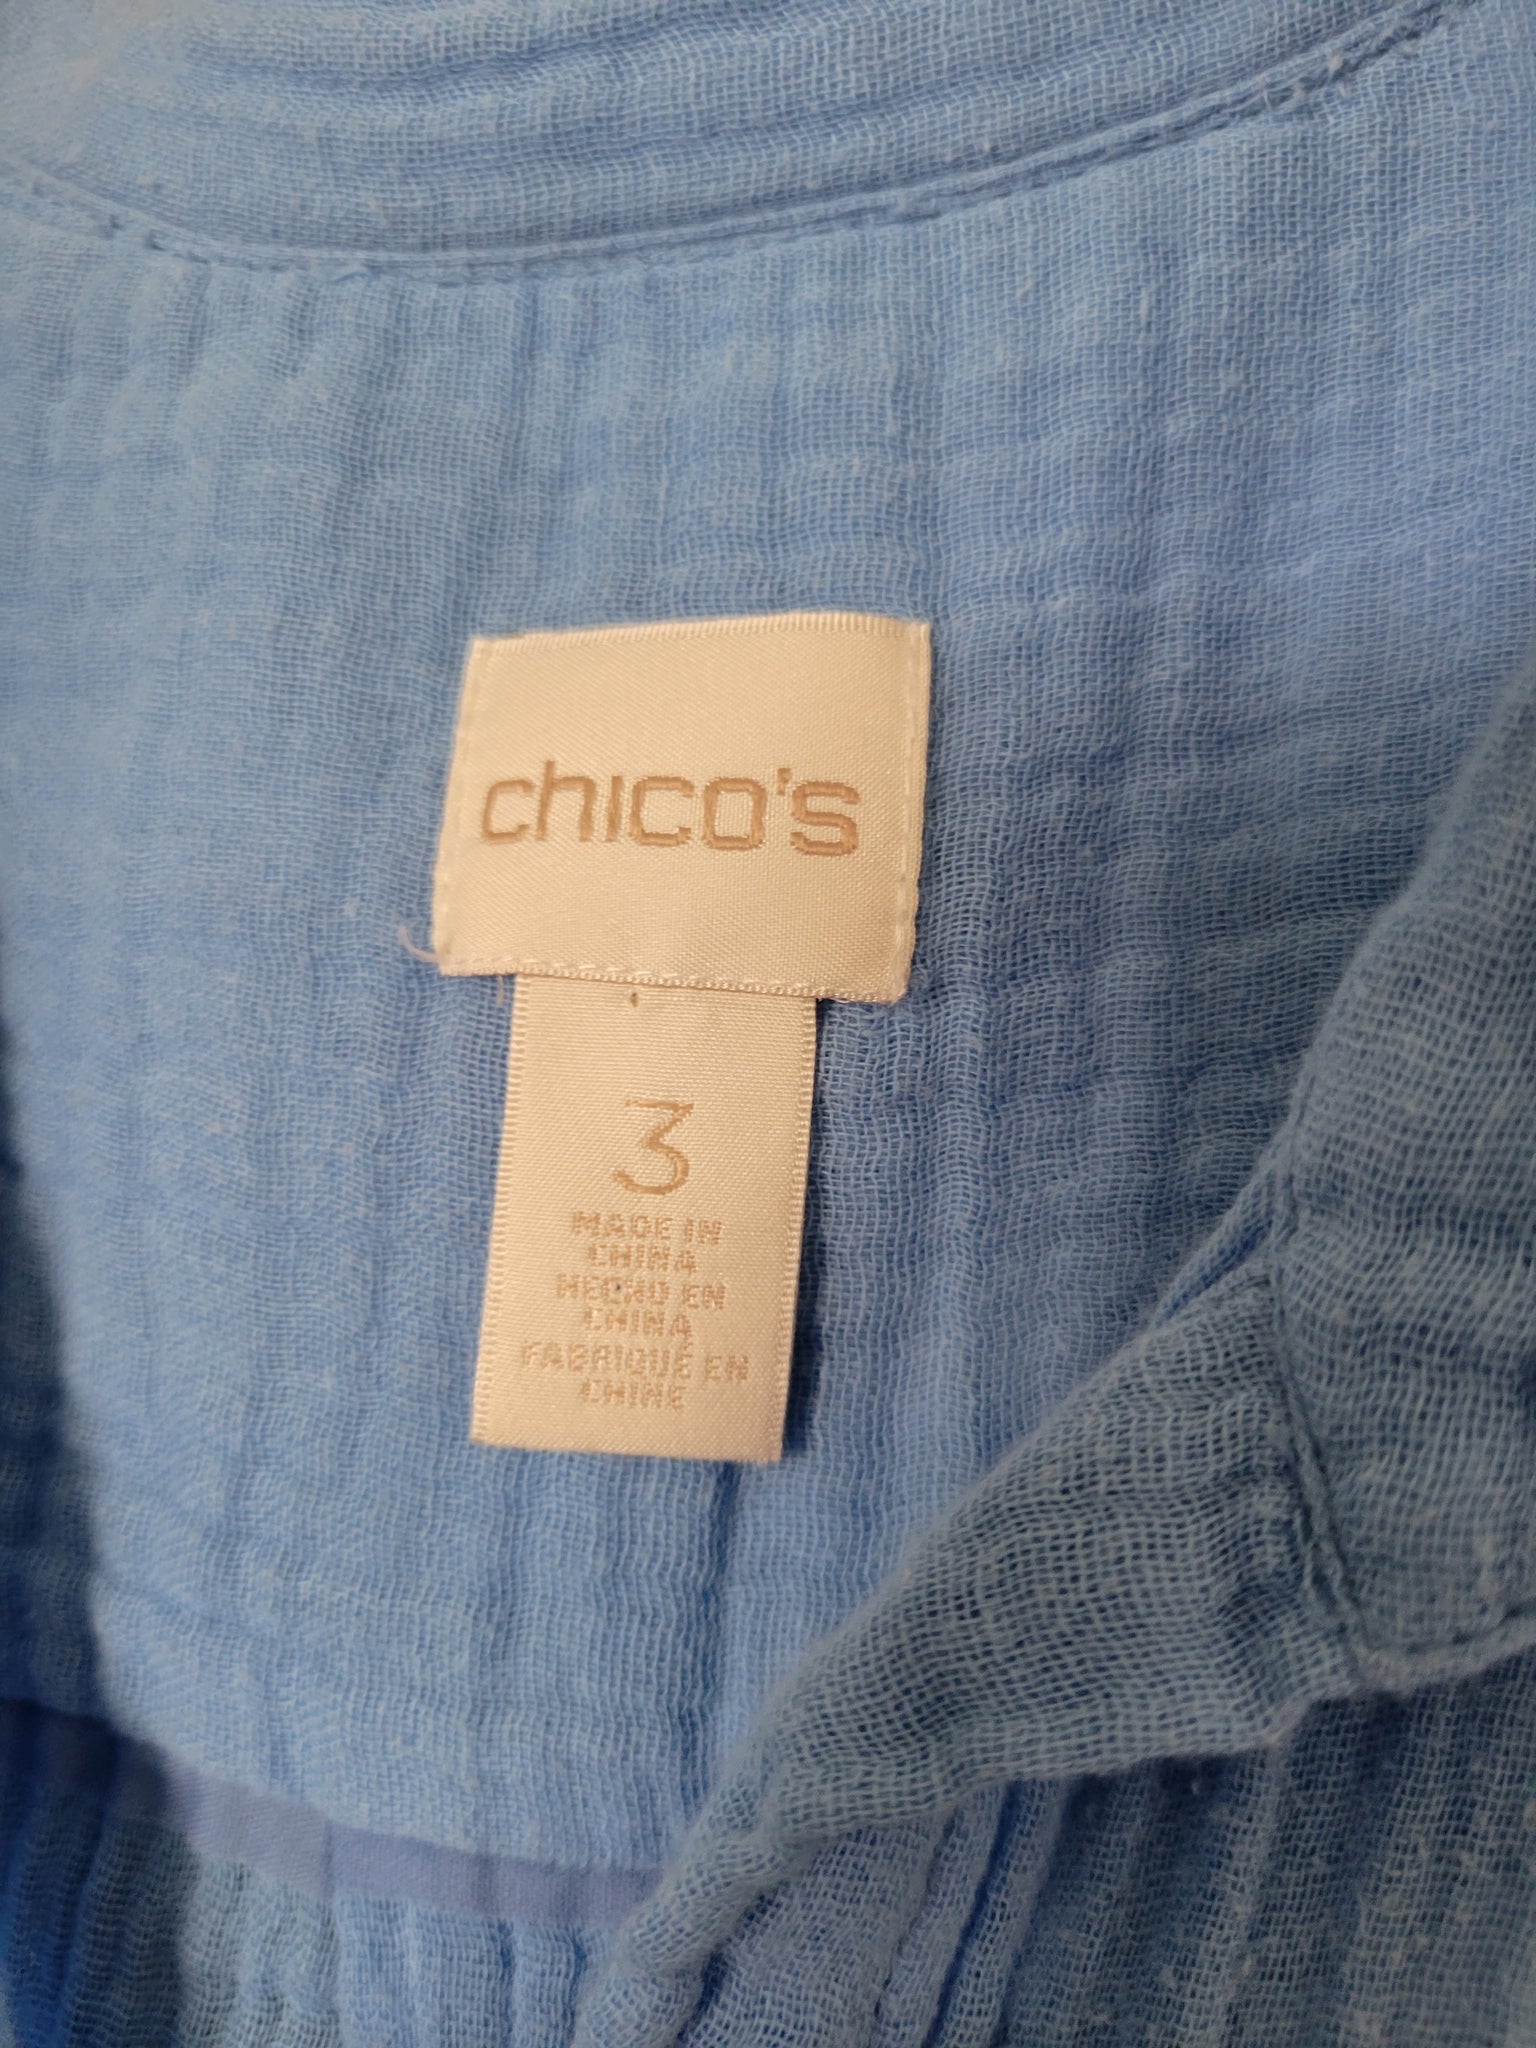 chico's
3
MADE IN
CHINA
HECHO EN
CHINA
FABRIQUÉ EN
CHINE